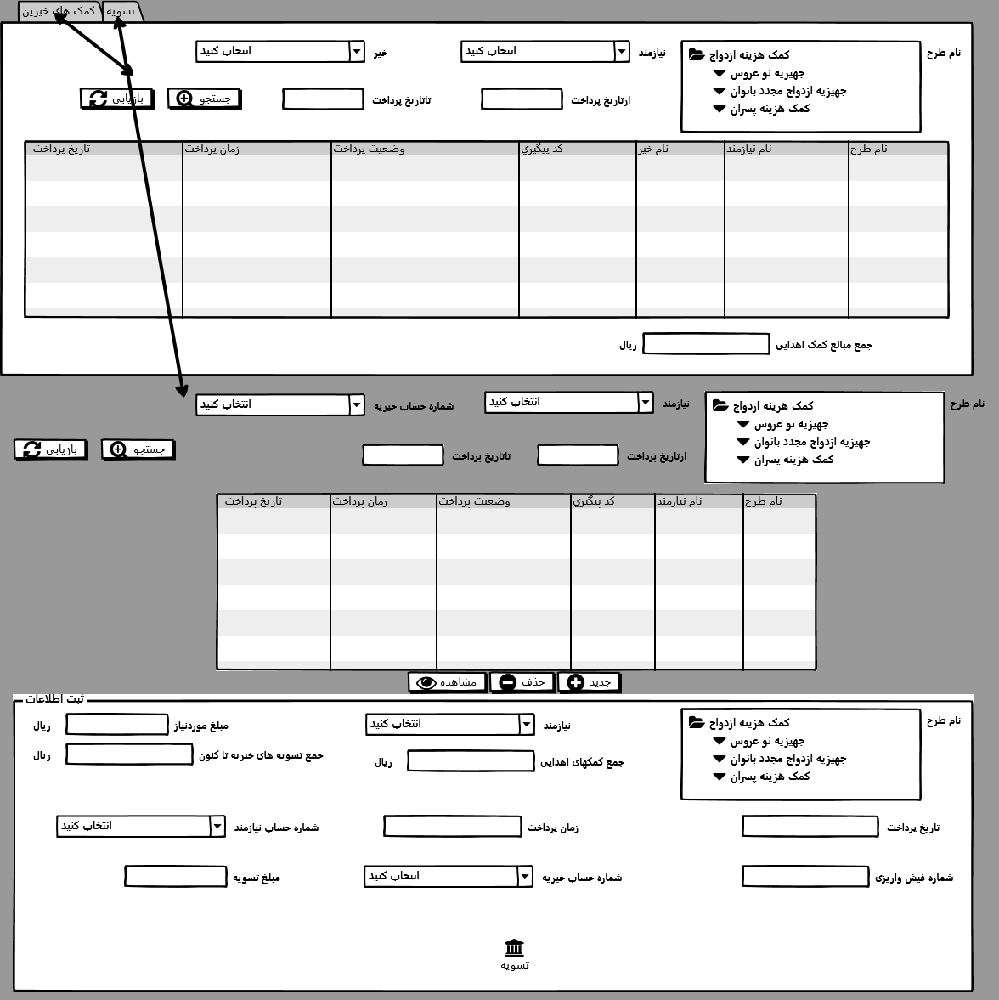 کمک های خیرین
تسویه
نام طرح
کمک هزینه ازدواج
جهیزیه نو عروس
جهیزیه ازدواج مجدد بانوان
کمک هزینه پسران
نیازمند
انتخاب کنید
خیر
انتخاب کنید
ازتاریخ پرداخت
تاتاریخ پرداخت
جستجو
بازیابی
نام طرح
نام نیازمند
نام خیر
کد پیگیري
وضعیت پرداخت
زمان پرداخت
تاریخ پرداخت
جمع مبالغ کمک اهدایی
ریال
نام طرح
کمک هزینه ازدواج
جهیزیه نو عروس
جهیزیه ازدواج مجدد بانوان
کمک هزینه پسران
نیازمند
انتخاب کنید
شماره حساب خیریه
انتخاب کنید
ازتاریخ پرداخت
تاتاریخ پرداخت
جستجو
بازیابی
نام طرح
نام نیازمند
کد پیگیري
وضعیت پرداخت
زمان پرداخت
تاریخ پرداخت
جدید
حذف
مشاهده
ثبت اطلاعات
نام طرح
کمک هزینه ازدواج
جهیزیه نو عروس
جهیزیه ازدواج مجدد بانوان
کمک هزینه پسران
نیازمند
انتخاب کنید
مبلغ موردنیاز
ریال
جمع کمکهای اهدایی
ریال
جمع تسویه های خیریه تا کنون
ریال
تاریخ پرداخت
زمان پرداخت
شماره حساب نیازمند
انتخاب کنید
شماره فیش واریزی
شماره حساب خیریه
انتخاب کنید
مبلغ تسویه
تسویه